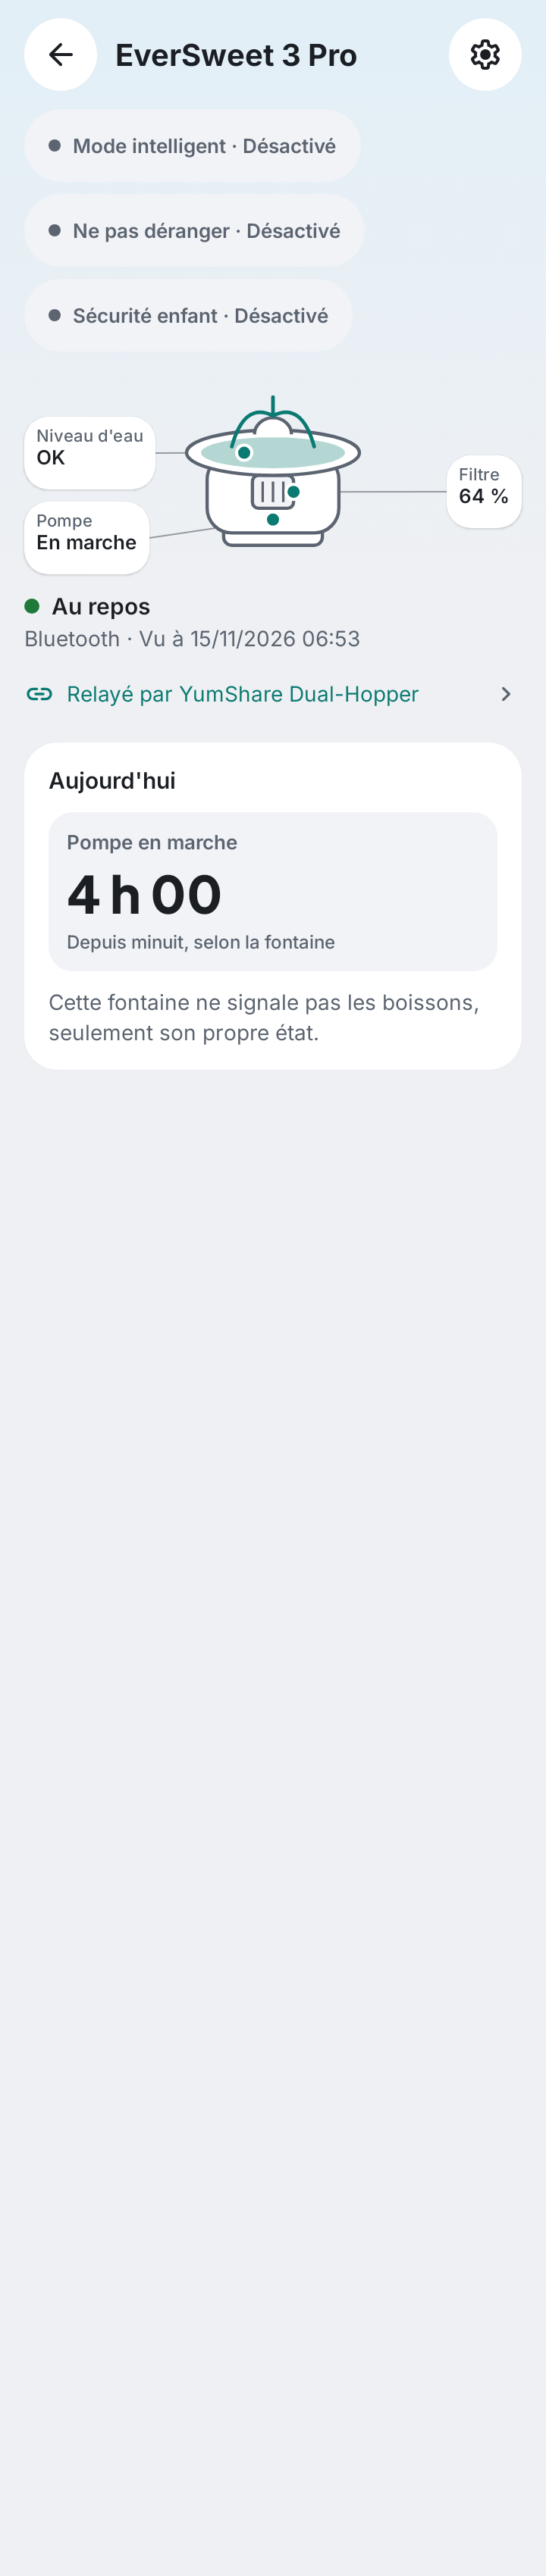 EverSweet 3 Pro
Mode intelligent · Désactivé
Ne pas déranger · Désactivé
Sécurité enfant · Désactivé
Niveau d'eau
OK
Filtre
64 %
Pompe
En marche
Au repos
Bluetooth · Vu à 15/11/2026 06:53
Relayé par YumShare Dual-Hopper
Aujourd'hui
Pompe en marche
4 h 00
Depuis minuit, selon la fontaine
Cette fontaine ne signale pas les boissons,
seulement son propre état.